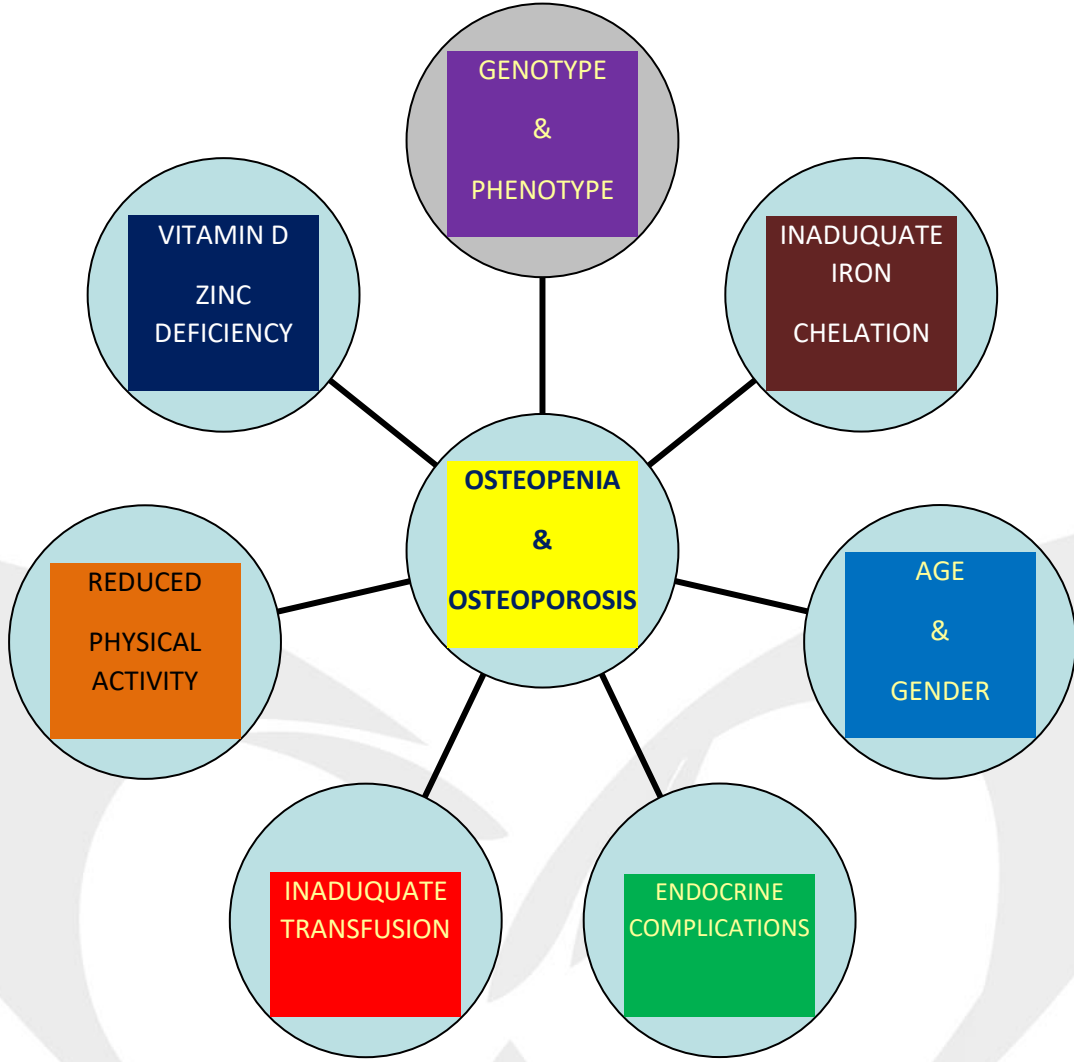 GENOTYPE
&
PHENOTYPE
INADUQUATE
IRON
CHELATION
AGE
&
GENDER
ENDOCRINE
COMPLICATIONS
INADUQUATE
TRANSFUSION
REDUCED
PHYSICAL
ACTIVITY
VITAMIN D
ZINC
DEFICIENCY
OSTEOPENIA
&
OSTEOPOROSIS